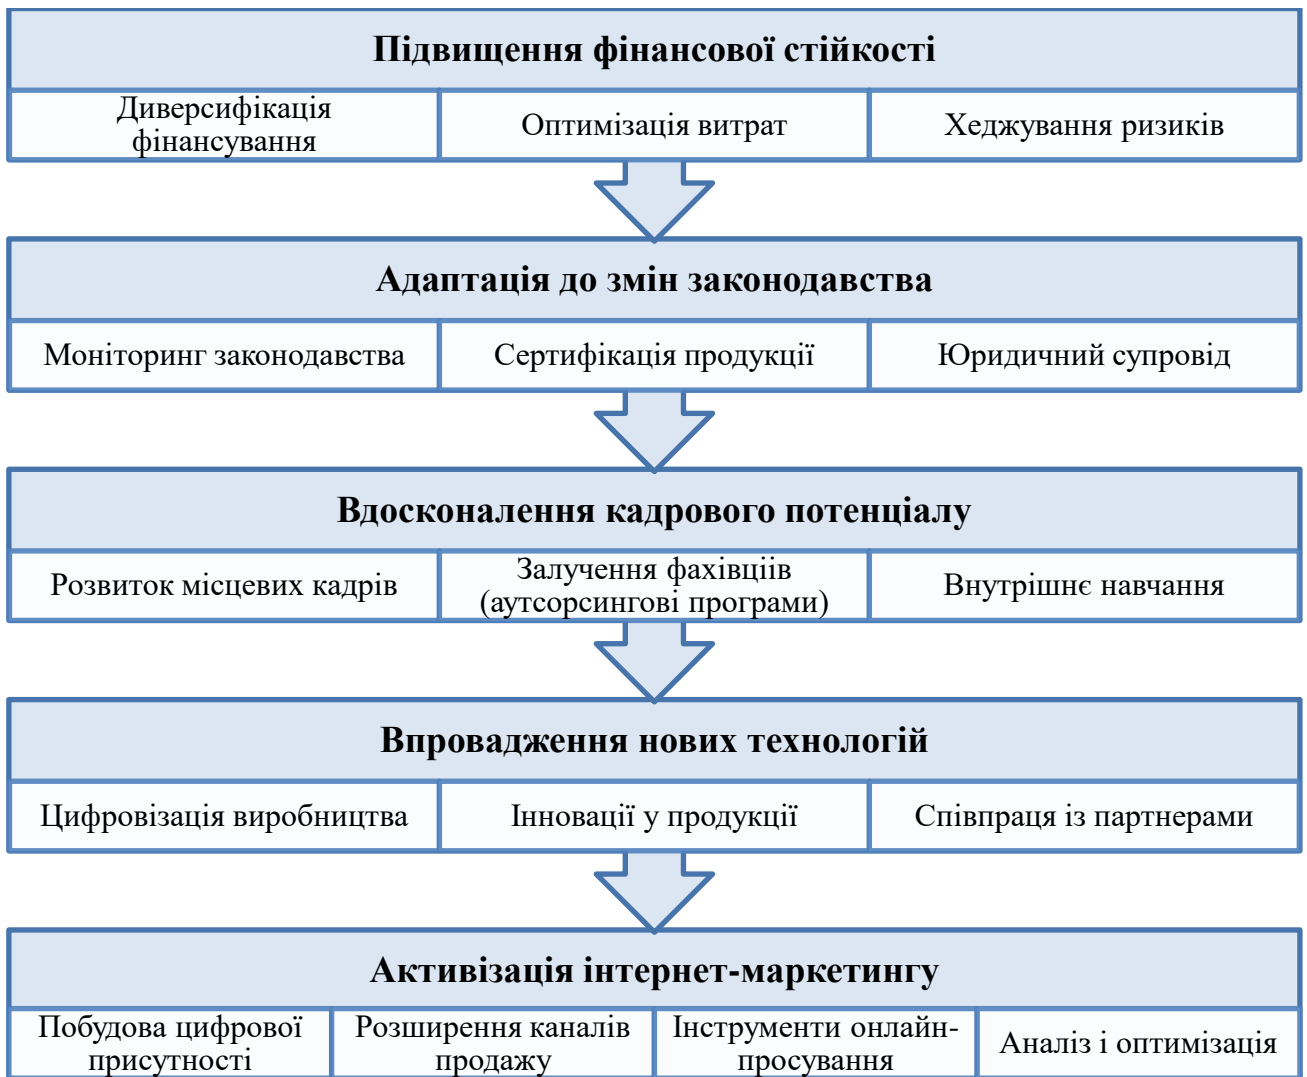 Підвищення фінансової стійкості
Диверсифікація
фінансування
Оптимізація витрат
Хеджування ризиків
Адаптація до змін законодавства
Моніторинг законодавства
Сертифікація продукції
Юридичний супровід
Вдосконалення кадрового потенціалу
Розвиток місцевих кадрів
Залучення фахівціів
(аутсорсингові програми)
Внутрішнє навчання
Впровадження нових технологій
Цифровізація виробництва
Інновації у продукції
Співпраця із партнерами
Активізація інтернет-маркетингу
Побудова цифрової
присутності
Розширення каналів
продажу
Інструменти онлайн-
просування
Аналіз і оптимізація